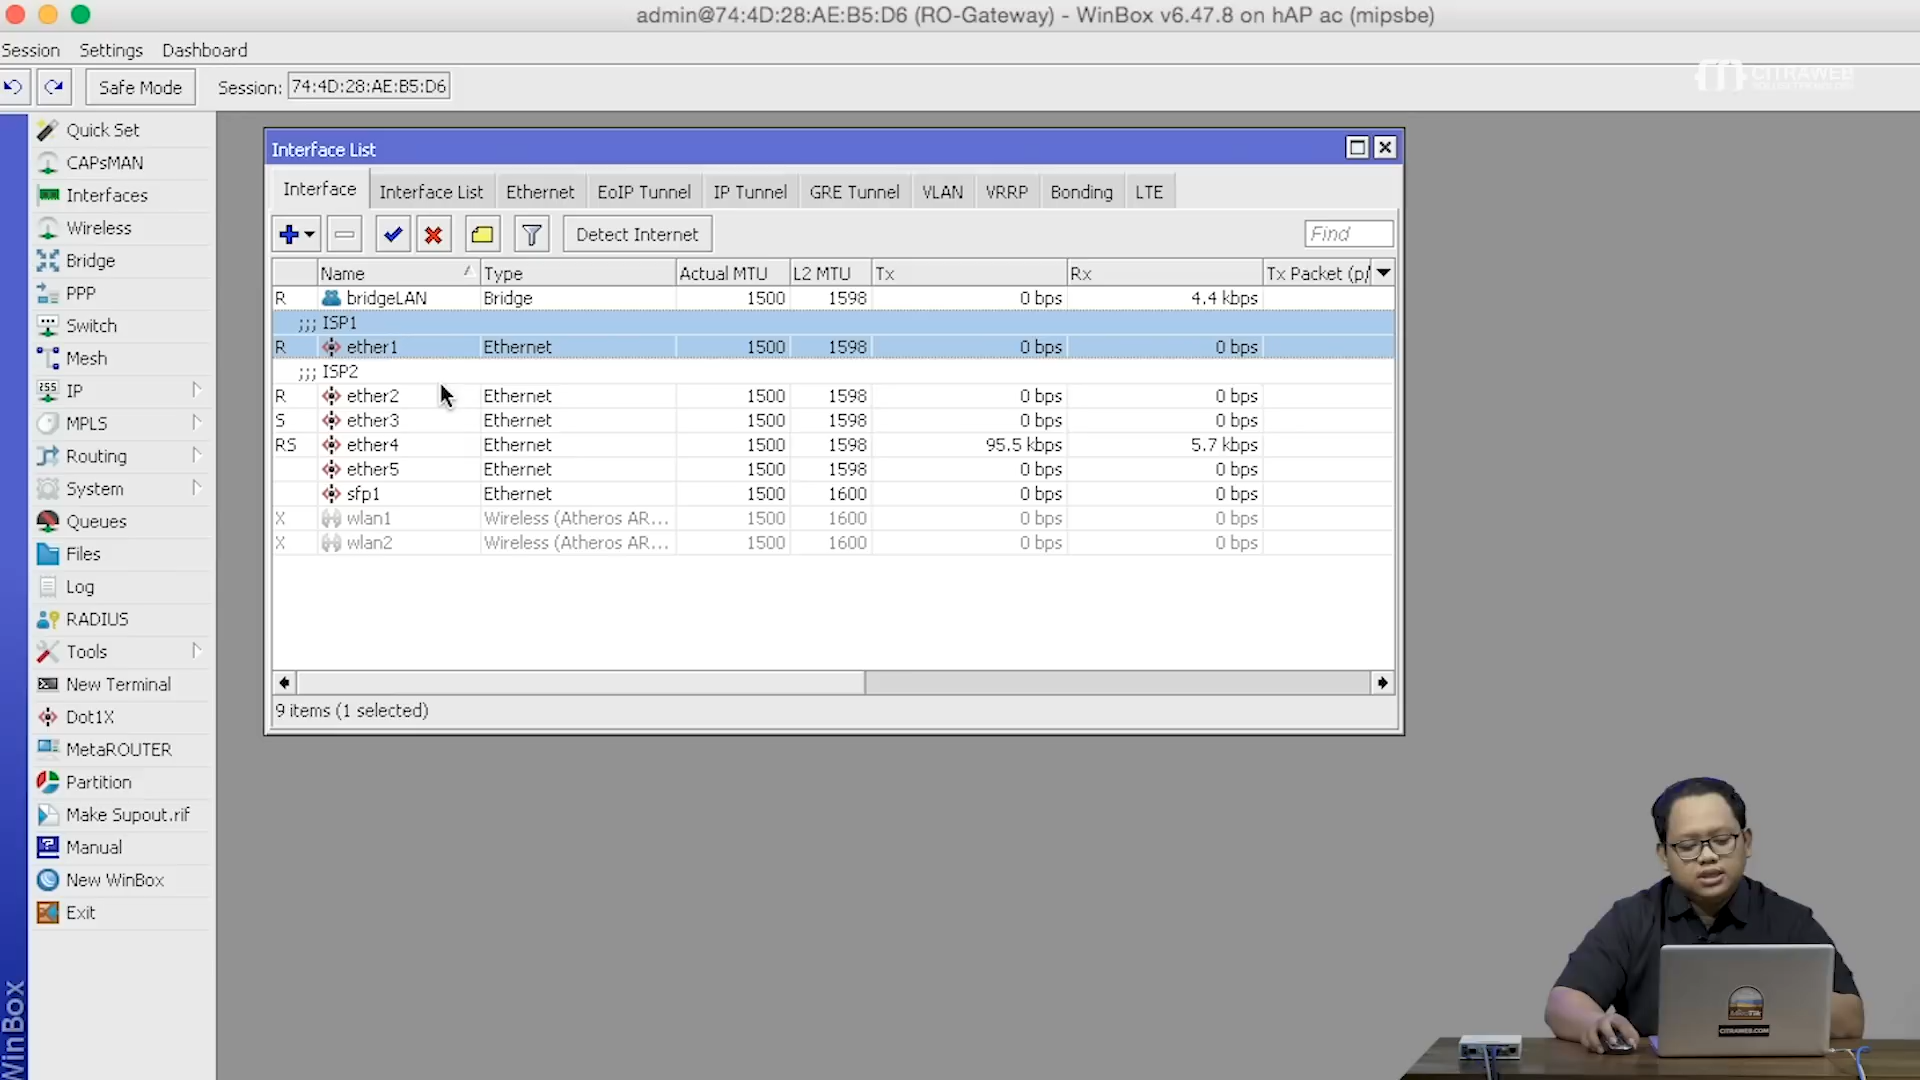 admin@74:4D:28:AE:B5:D6 (RO-Gateway) - WinBox v6.47.8 on hAP ac (mipsbe)
Session Settings Dashboard
Safe Mode Session: 74:4D:28:AE:B5:D6
CITRAWEB
Quick Set
CAPsMAN
Interfaces
Wireless
Bridge
PPP
Switch
Mesh
IP
MPLS
Routing
System
Queues
Files
Log
RADIUS
Tools
New Terminal
Dot1X
MetaROUTER
Partition
Make Supout.rif
Manual
New WinBox
Exit
WinBox
Interface List
Interface Interface List Ethernet EoIP Tunnel IP Tunnel GRE Tunnel VLAN VRRP Bonding LTE
Detect Internet Find
Name Type Actual MTU L2 MTU Tx Rx Tx Packet (p/
R bridgeLAN Bridge 1500 1598 0 bps 4.4 kbps
;;; ISP1
R ether1 Ethernet 1500 1598 0 bps 0 bps
;;; ISP2
R ether2 Ethernet 1500 1598 0 bps 0 bps
S ether3 Ethernet 1500 1598 0 bps 0 bps
RS ether4 Ethernet 1500 1598 95.5 kbps 5.7 kbps
ether5 Ethernet 1500 1598 0 bps 0 bps
sfp1 Ethernet 1500 1600 0 bps 0 bps
X wlan1 Wireless (Atheros AR... 1500 1600 0 bps 0 bps
X wlan2 Wireless (Atheros AR... 1500 1600 0 bps 0 bps
9 items (1 selected)
MikroTik
CITRAWEB.COM